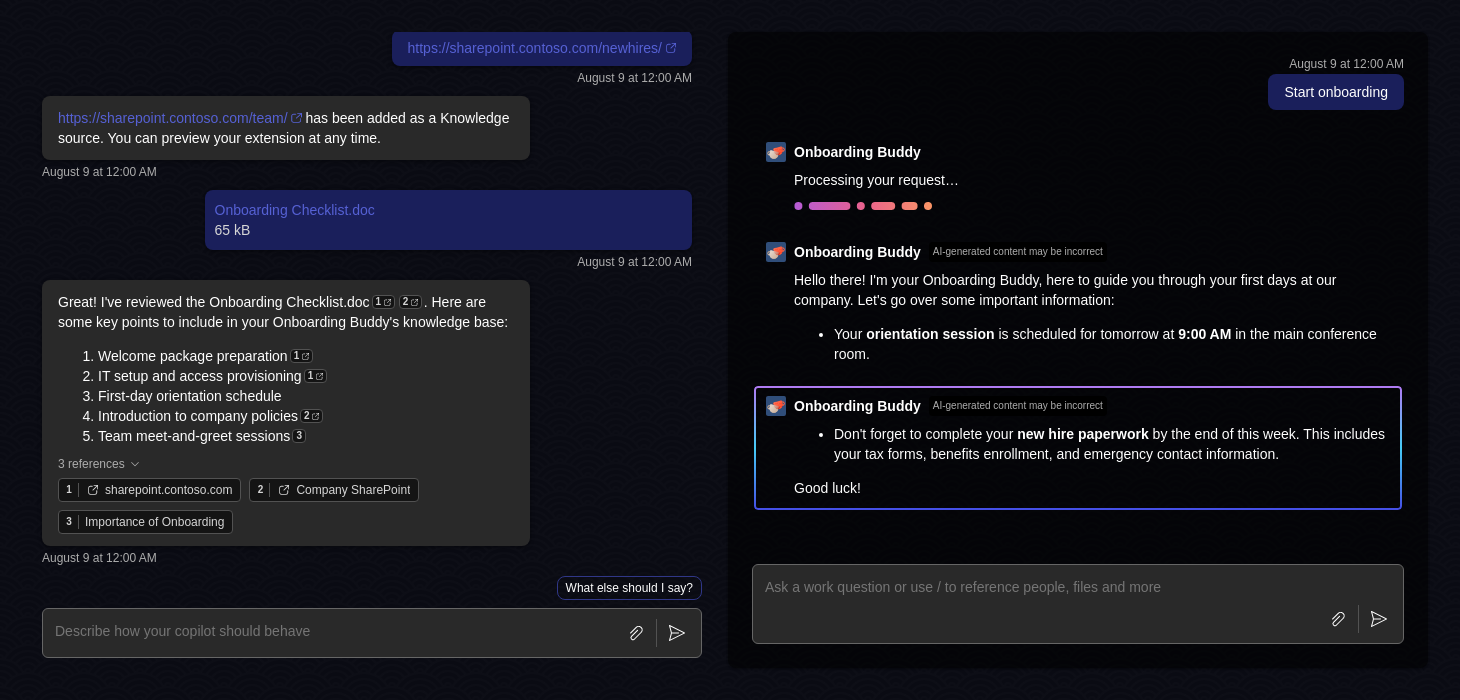 https://sharepoint.contoso.com/newhires/
August 9 at 12:00 AM
https://sharepoint.contoso.com/team/ has been added as a Knowledge
source. You can preview your extension at any time.
August 9 at 12:00 AM
Onboarding Checklist.doc
65 kB
August 9 at 12:00 AM
Great! I've reviewed the Onboarding Checklist.doc 1 2 . Here are
some key points to include in your Onboarding Buddy's knowledge base:
1. Welcome package preparation 1
2. IT setup and access provisioning 1
3. First-day orientation schedule
4. Introduction to company policies 2
5. Team meet-and-greet sessions 3
3 references
1 sharepoint.contoso.com 2 Company SharePoint
3 Importance of Onboarding
August 9 at 12:00 AM
What else should I say?
Describe how your copilot should behave
August 9 at 12:00 AM
Start onboarding
Onboarding Buddy
Processing your request…
Onboarding Buddy AI-generated content may be incorrect
Hello there! I'm your Onboarding Buddy, here to guide you through your first days at our
company. Let's go over some important information:
• Your orientation session is scheduled for tomorrow at 9:00 AM in the main conference
room.
Onboarding Buddy AI-generated content may be incorrect
• Don't forget to complete your new hire paperwork by the end of this week. This includes
your tax forms, benefits enrollment, and emergency contact information.
Good luck!
Ask a work question or use / to reference people, files and more